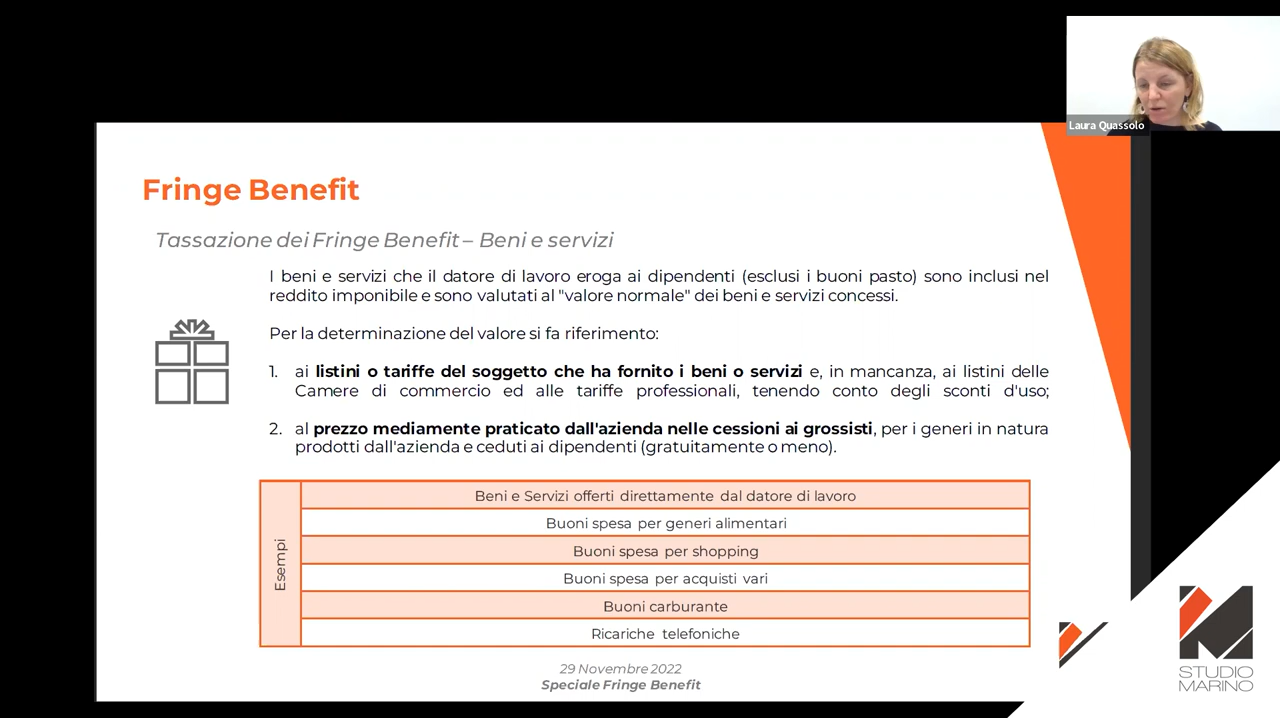 Laura Quassolo
Fringe Benefit
Tassazione dei Fringe Benefit – Beni e servizi
I beni e servizi che il datore di lavoro eroga ai dipendenti (esclusi i buoni pasto) sono inclusi nel
reddito imponibile e sono valutati al "valore normale" dei beni e servizi concessi.
Per la determinazione del valore si fa riferimento:
1. ai listini o tariffe del soggetto che ha fornito i beni o servizi e, in mancanza, ai listini delle
Camere di commercio ed alle tariffe professionali, tenendo conto degli sconti d'uso;
2. al prezzo mediamente praticato dall'azienda nelle cessioni ai grossisti, per i generi in natura
prodotti dall'azienda e ceduti ai dipendenti (gratuitamente o meno).
Esempi
Beni e Servizi offerti direttamente dal datore di lavoro
Buoni spesa per generi alimentari
Buoni spesa per shopping
Buoni spesa per acquisti vari
Buoni carburante
Ricariche telefoniche
29 Novembre 2022
Speciale Fringe Benefit
STUDIO
MARINO